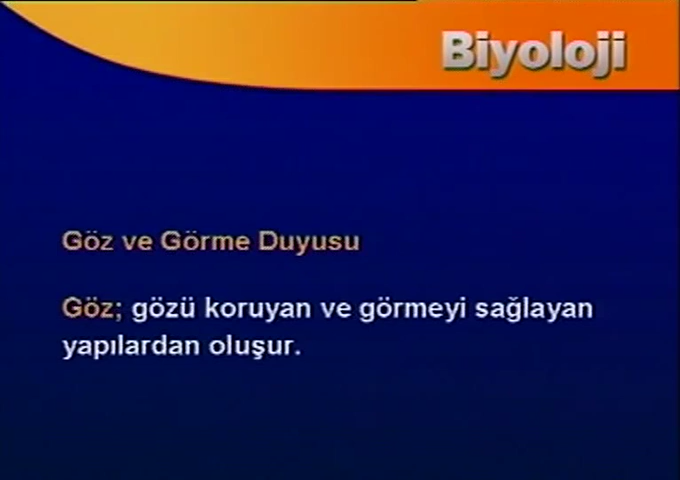 Biyoloji
Göz ve Görme Duyusu
Göz; gözü koruyan ve görmeyi sağlayan
yapılardan oluşur.